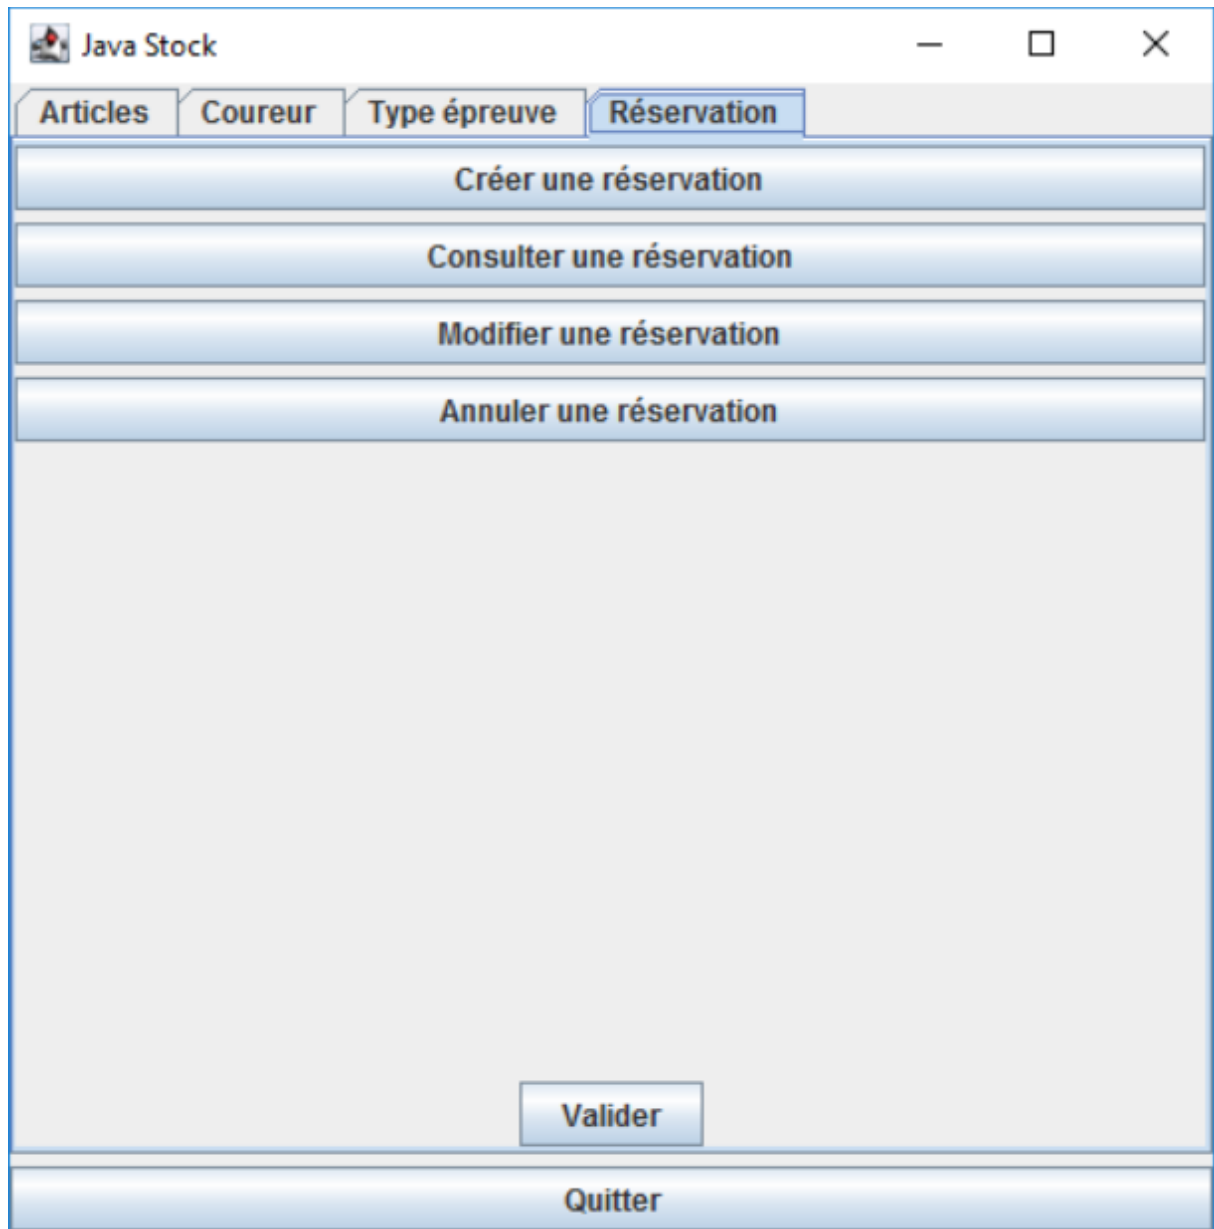 Java Stock
Articles Coureur Type épreuve Réservation
Créer une réservation
Consulter une réservation
Modifier une réservation
Annuler une réservation
Valider
Quitter